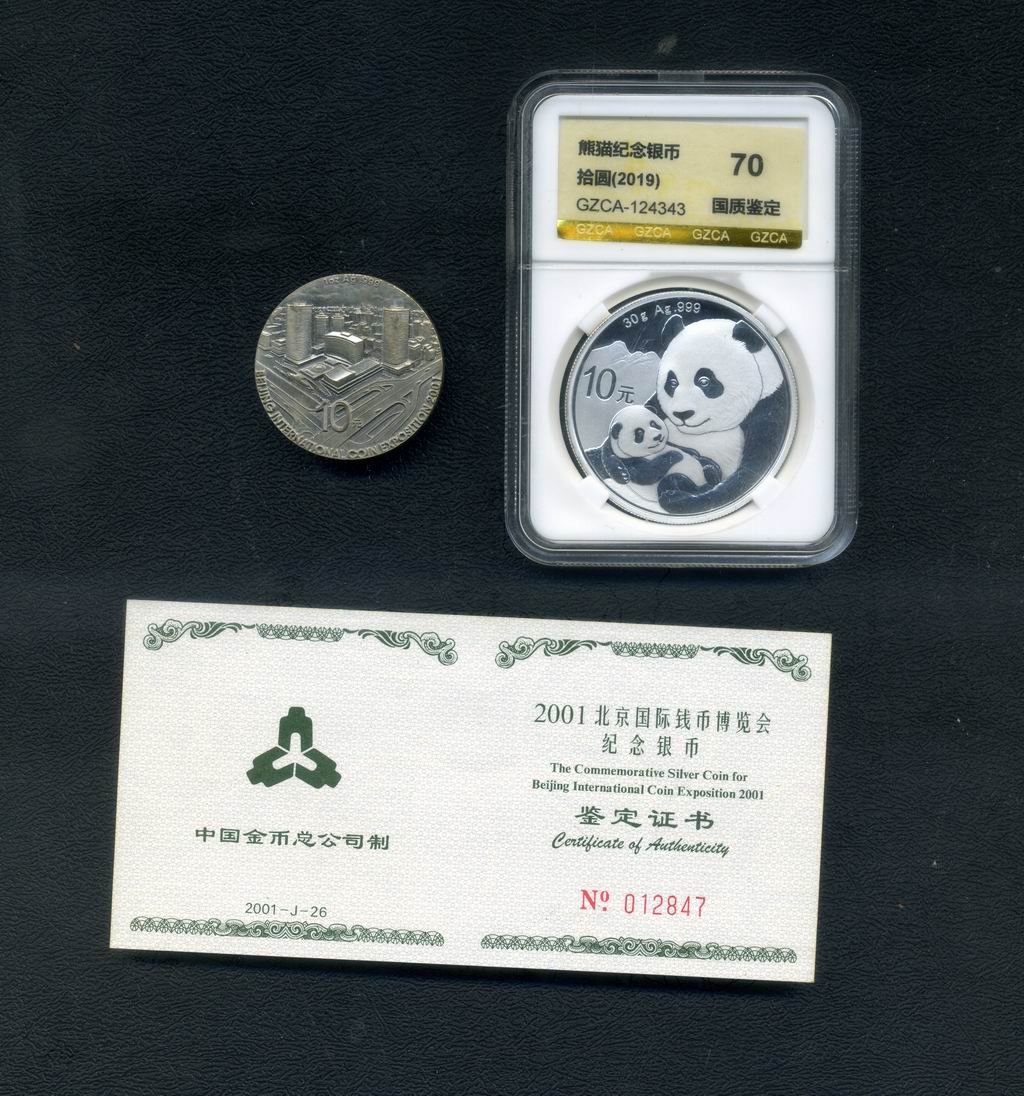 熊猫纪念银币
70
拾圆(2019)
GZCA-124343
国质鉴定
GZCA GZCA GZCA GZCA
30g Ag.999
10元
1oz Ag.999
10元
BEIJING INTERNATIONAL COIN EXPOSITION 2001
中国金币总公司制
2001-J-26
2001 北京国际钱币博览会
纪念银币
The Commemorative Silver Coin for
Beijing International Coin Exposition 2001
鉴定证书
Certificate of Authenticity
Nº 012847